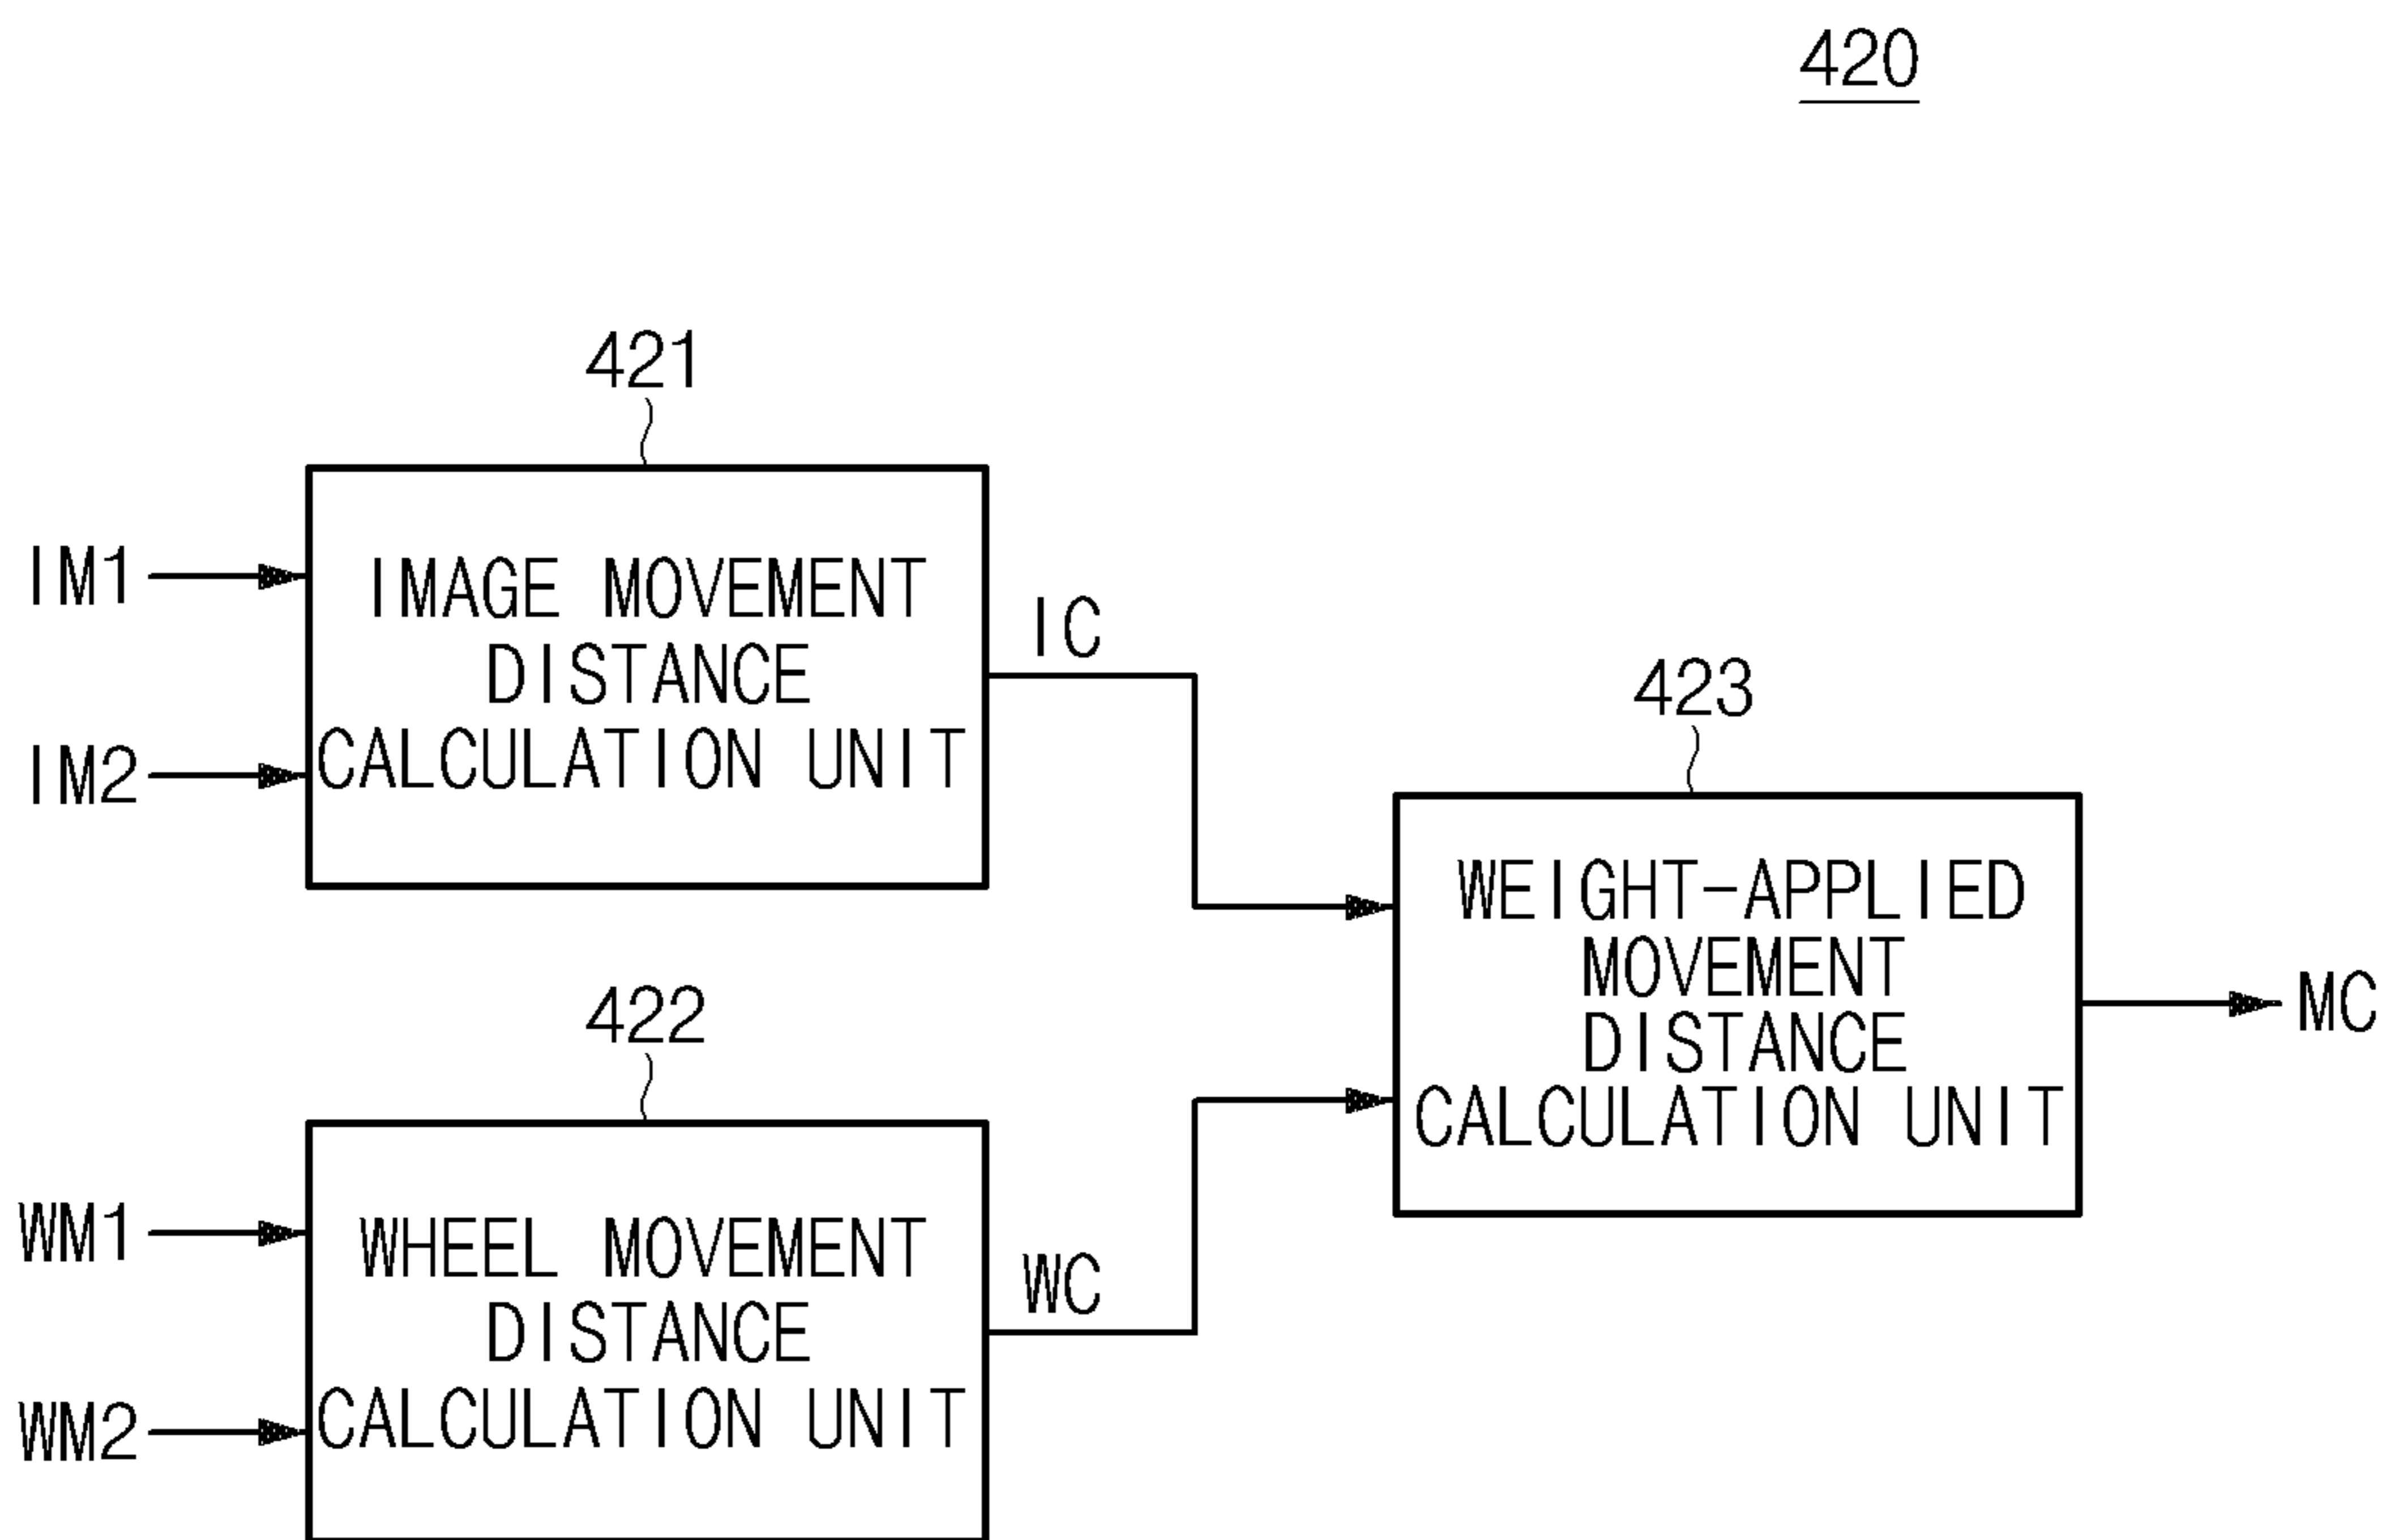 420
421
IM1
IM2
IMAGE MOVEMENT
DISTANCE
CALCULATION UNIT
IC
422
WM1
WM2
WHEEL MOVEMENT
DISTANCE
CALCULATION UNIT
WC
423
WEIGHT-APPLIED
MOVEMENT
DISTANCE
CALCULATION UNIT
MC